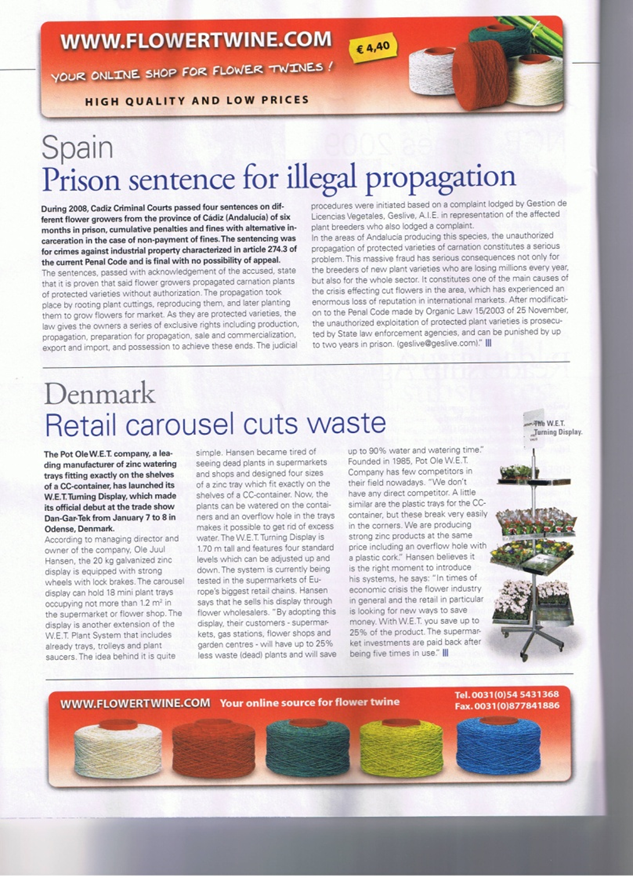 WWW.FLOWERTWINE.COM
€ 4,40
YOUR ONLINE SHOP FOR FLOWER TWINES !
HIGH QUALITY AND LOW PRICES
Spain
Prison sentence for illegal propagation
During 2008, Cadiz Criminal Courts passed four sentences on dif-
ferent flower growers from the province of Cádiz (Andalucía) of six
months in prison, cumulative penalties and fines with alternative in-
carceration in the case of non-payment of fines. The sentencing was
for crimes against industrial property characterized in article 274.3 of
the current Penal Code and is final with no possibility of appeal.
The sentences, passed with acknowledgement of the accused, state
that it is proven that said flower growers propagated carnation plants
of protected varieties without authorization. The propagation took
place by rooting plant cuttings, reproducing them, and later planting
them to grow flowers for market. As they are protected varieties, the
law gives the owners a series of exclusive rights including production,
propagation, preparation for propagation, sale and commercialization,
export and import, and possession to achieve these ends. The judicial
procedures were initiated based on a complaint lodged by Gestion de
Licencias Vegetales, Geslive, A.I.E. in representation of the affected
plant breeders who also lodged a complaint.
In the areas of Andalucia producing this species, the unauthorized
propagation of protected varieties of carnation constitutes a serious
problem. This massive fraud has serious consequences not only for
the breeders of new plant varieties who are losing millions every year,
but also for the whole sector. It constitutes one of the main causes of
the crisis effecting cut flowers in the area, which has experienced an
enormous loss of reputation in international markets. After modificati-
on to the Penal Code made by Organic Law 15/2003 of 25 November,
the unauthorized exploitation of protected plant varieties is prosecu-
ted by State law enforcement agencies, and can be punished by up
to two years in prison. (geslive@geslive.com)."
Denmark
Retail carousel cuts waste
The Pot Ole W.E.T. company, a lea-
ding manufacturer of zinc watering
trays fitting exactly on the shelves
of a CC-container, has launched its
W.E.T. Turning Display, which made
its official debut at the trade show
Dan-Gar-Tek from January 7 to 8 in
Odense, Denmark.
According to managing director and
owner of the company, Ole Juul
Hansen, the 20 kg galvanized zinc
display is equipped with strong
wheels with lock brakes. The carousel
display can hold 18 mini plant trays
occupying not more than 1.2 m² in
the supermarket or flower shop. The
display is another extension of the
W.E.T. Plant System that includes
already trays, trolleys and plant
saucers. The idea behind it is quite
simple. Hansen became tired of
seeing dead plants in supermarkets
and shops and designed four sizes
of a zinc tray which fit exactly on the
shelves of a CC-container. Now, the
plants can be watered on the contai-
ners and an overflow hole in the trays
makes it possible to get rid of excess
water. The W.E.T. Turning Display is
1.70 m tall and features four standard
levels which can be adjusted up and
down. The system is currently being
tested in the supermarkets of Eu-
rope's biggest retail chains. Hansen
says that he sells his display through
flower wholesalers. "By adopting this
display, their customers - supermar-
kets, gas stations, flower shops and
garden centres - will have up to 25%
less waste (dead) plants and will save
up to 90% water and watering time."
Founded in 1985, Pot Ole W.E.T.
Company has few competitors in
their field nowadays. "We don't
have any direct competitor. A little
similar are the plastic trays for the CC-
container, but these break very easily
in the corners. We are producing
strong zinc products at the same
price including an overflow hole with
a plastic cork." Hansen believes it
is the right moment to introduce
his systems, he says: "In times of
economic crisis the flower industry
in general and the retail in particular
is looking for new ways to save
money. With W.E.T. you save up to
25% of the product. The supermar-
ket investments are paid back after
being five times in use."
The W.E.T.
Turning Display.
WWW.FLOWERTWINE.COM Your online source for flower twine
Tel. 0031(0)54 5431368
Fax. 0031(0)877841886